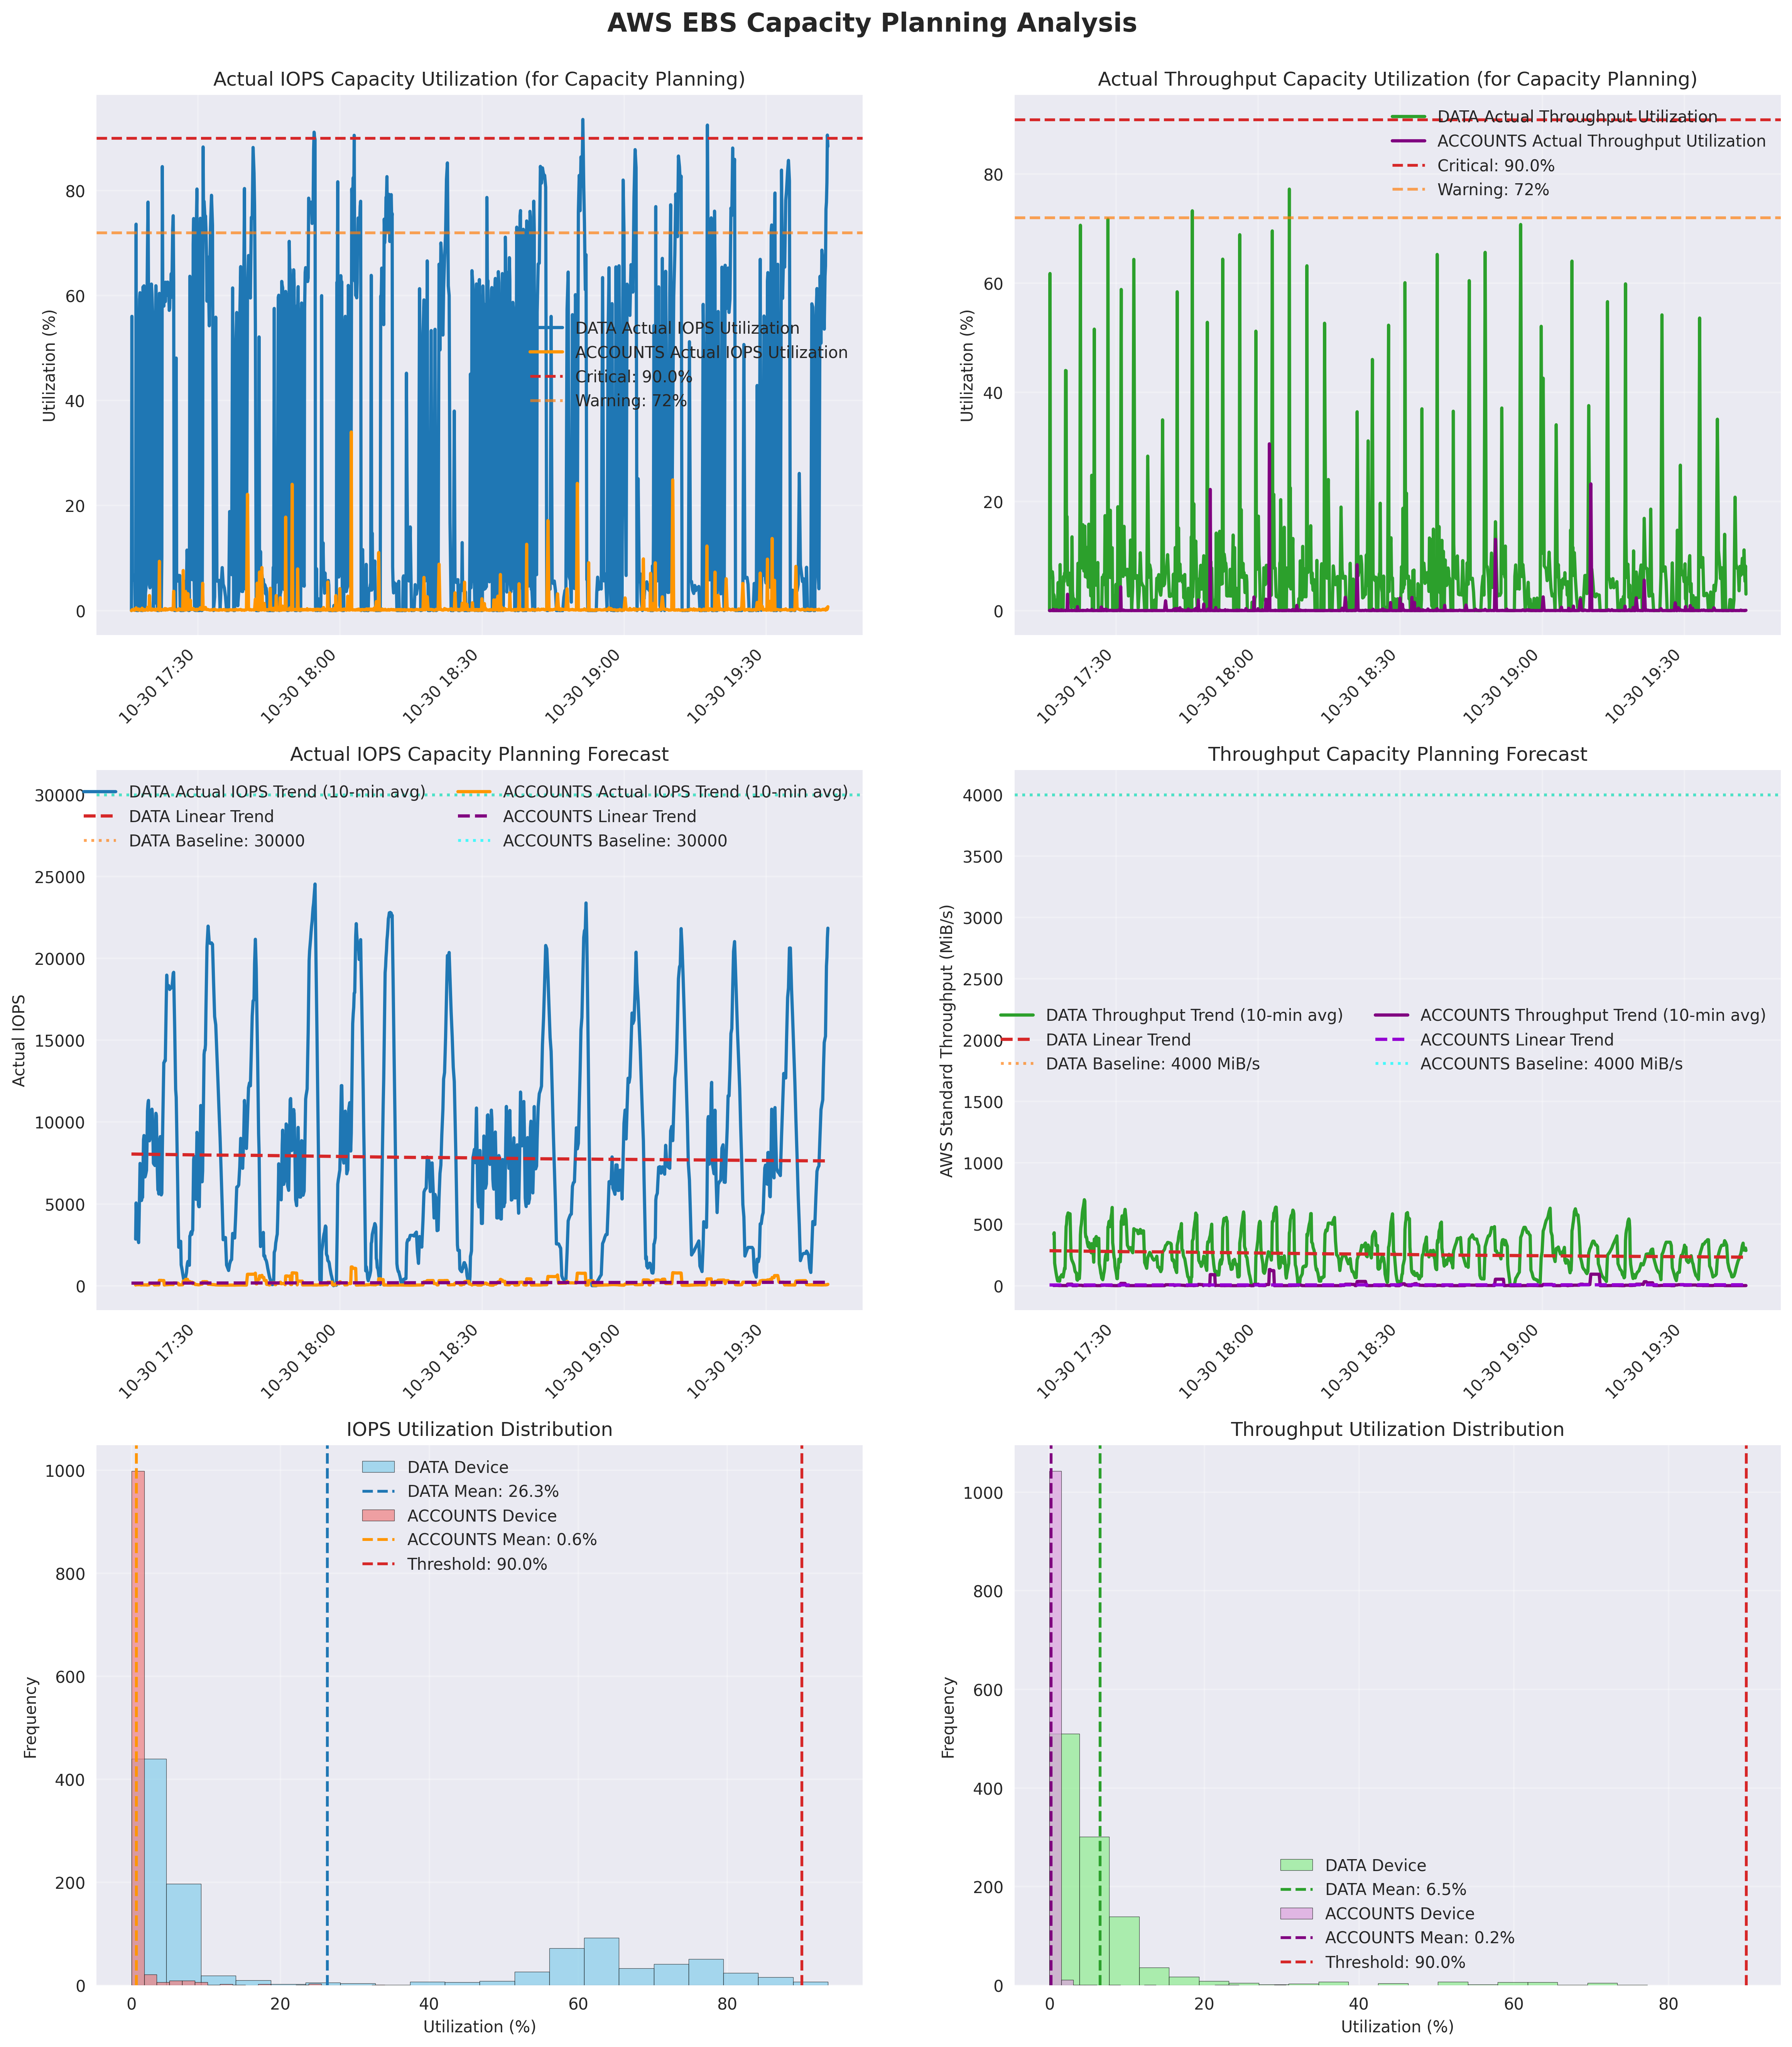 AWS EBS Capacity Planning Analysis
Actual IOPS Capacity Utilization (for Capacity Planning)
Utilization (%)
80
60
40
20
0
DATA Actual IOPS Utilization
ACCOUNTS Actual IOPS Utilization
Critical: 90.0%
Warning: 72%
10-30 17:30
10-30 18:00
10-30 18:30
10-30 19:00
10-30 19:30
Actual Throughput Capacity Utilization (for Capacity Planning)
Utilization (%)
80
60
40
20
0
DATA Actual Throughput Utilization
ACCOUNTS Actual Throughput Utilization
Critical: 90.0%
Warning: 72%
10-30 17:30
10-30 18:00
10-30 18:30
10-30 19:00
10-30 19:30
Actual IOPS Capacity Planning Forecast
Actual IOPS
30000
25000
20000
15000
10000
5000
0
DATA Actual IOPS Trend (10-min avg)
DATA Linear Trend
DATA Baseline: 30000
ACCOUNTS Actual IOPS Trend (10-min avg)
ACCOUNTS Linear Trend
ACCOUNTS Baseline: 30000
10-30 17:30
10-30 18:00
10-30 18:30
10-30 19:00
10-30 19:30
Throughput Capacity Planning Forecast
AWS Standard Throughput (MiB/s)
4000
3500
3000
2500
2000
1500
1000
500
0
DATA Throughput Trend (10-min avg)
DATA Linear Trend
DATA Baseline: 4000 MiB/s
ACCOUNTS Throughput Trend (10-min avg)
ACCOUNTS Linear Trend
ACCOUNTS Baseline: 4000 MiB/s
10-30 17:30
10-30 18:00
10-30 18:30
10-30 19:00
10-30 19:30
IOPS Utilization Distribution
Frequency
1000
800
600
400
200
0
DATA Device
DATA Mean: 26.3%
ACCOUNTS Device
ACCOUNTS Mean: 0.6%
Threshold: 90.0%
0
20
40
60
80
Utilization (%)
Throughput Utilization Distribution
Frequency
1000
800
600
400
200
0
DATA Device
DATA Mean: 6.5%
ACCOUNTS Device
ACCOUNTS Mean: 0.2%
Threshold: 90.0%
0
20
40
60
80
Utilization (%)